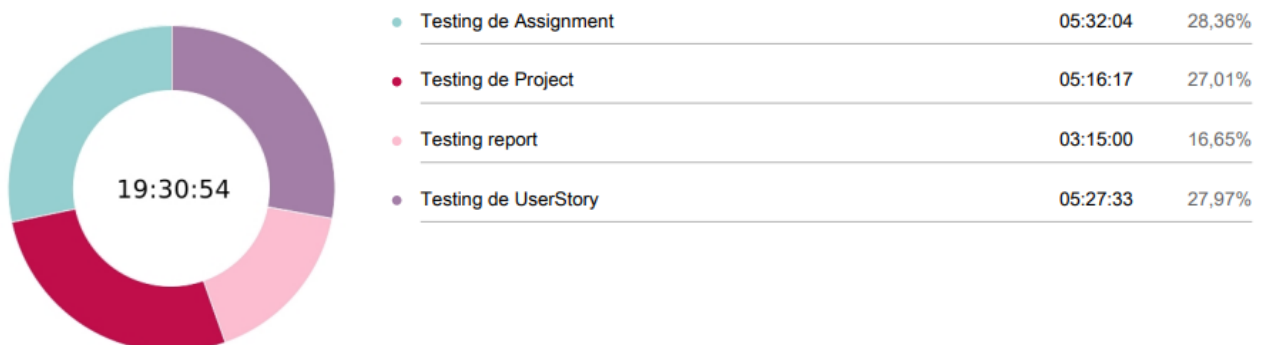 Testing de Assignment 05:32:04 28,36%
Testing de Project 05:16:17 27,01%
Testing report 03:15:00 16,65%
Testing de UserStory 05:27:33 27,97%
19:30:54